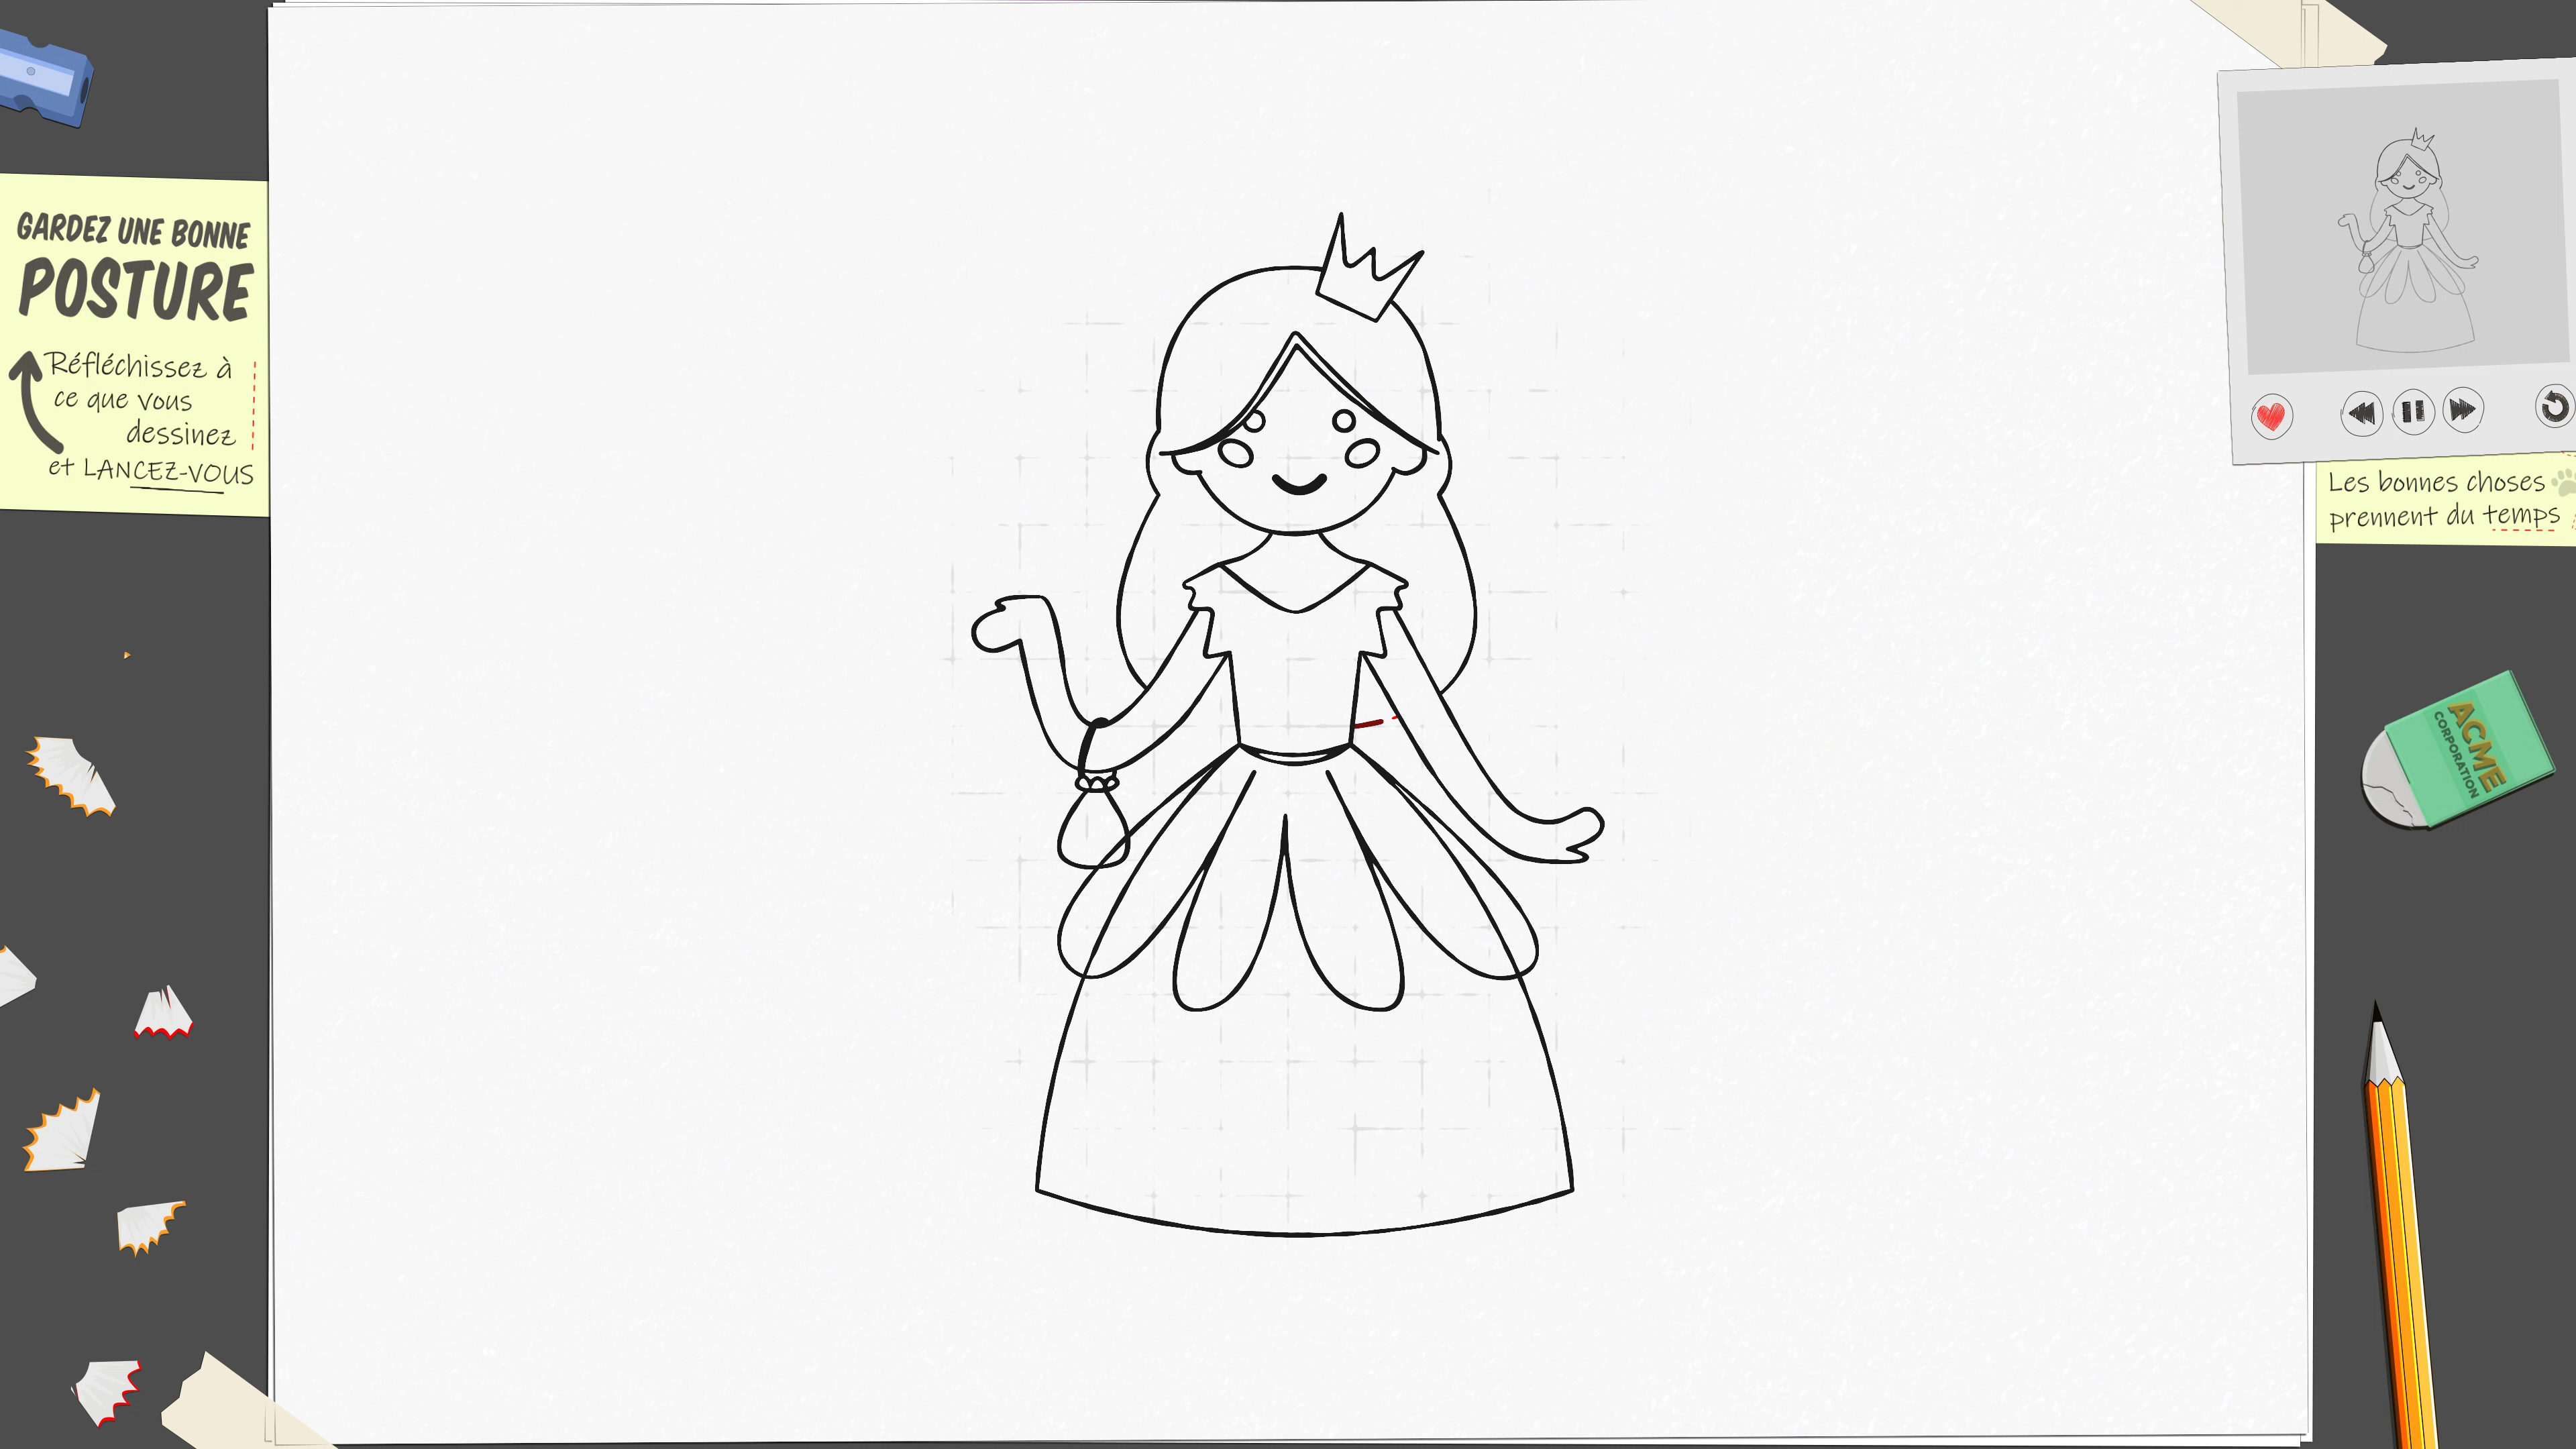 GARDEZ UNE BONNE
POSTURE
Réfléchissez à
ce que vous
dessinez
et LANCEZ-VOUS
Les bonnes choses
prennent du temps
ACME
CORPORATION